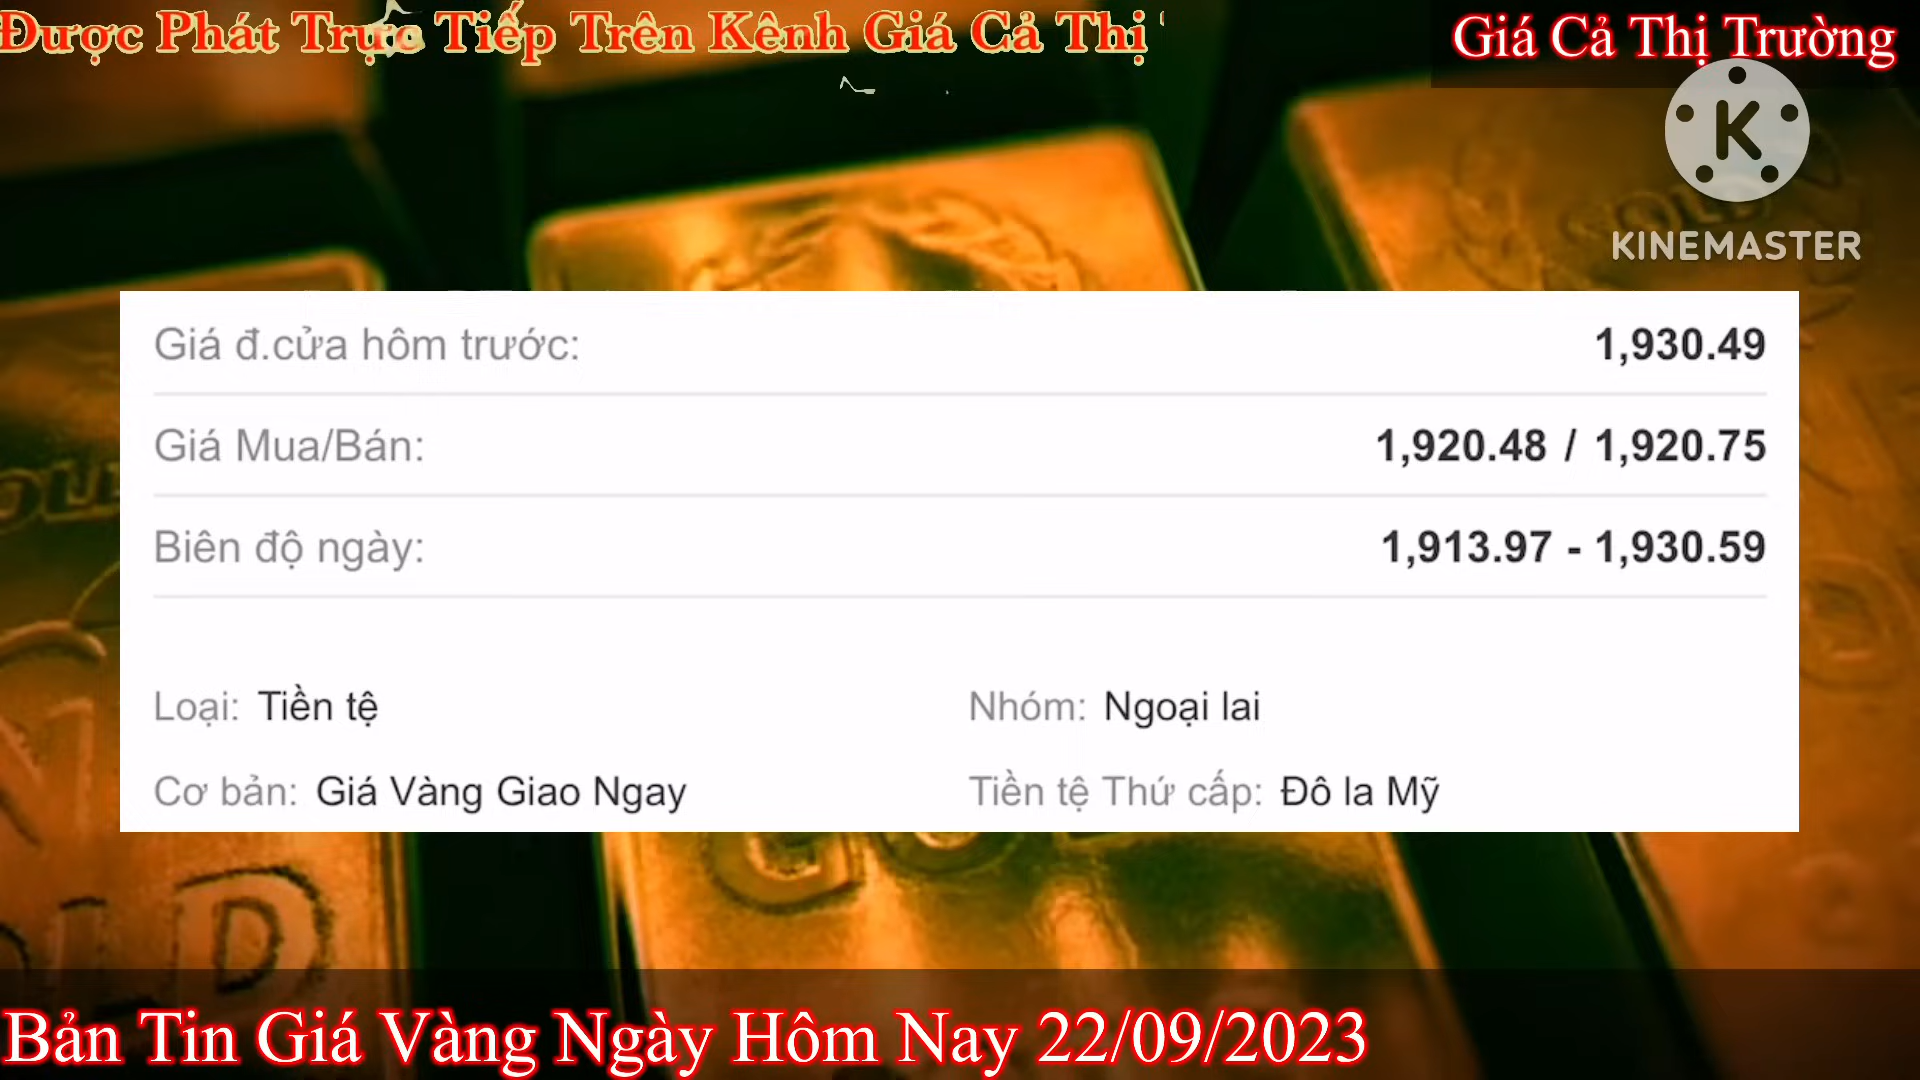 Được Phát Trực Tiếp Trên Kênh Giá Cả Thị
Giá Cả Thị Trường
KINEMASTER
Giá đ.cửa hôm trước: 1,930.49
Giá Mua/Bán: 1,920.48 / 1,920.75
Biên độ ngày: 1,913.97 - 1,930.59
Loại: Tiền tệ Nhóm: Ngoại lai
Cơ bản: Giá Vàng Giao Ngay Tiền tệ Thứ cấp: Đô la Mỹ
Bản Tin Giá Vàng Ngày Hôm Nay 22/09/2023